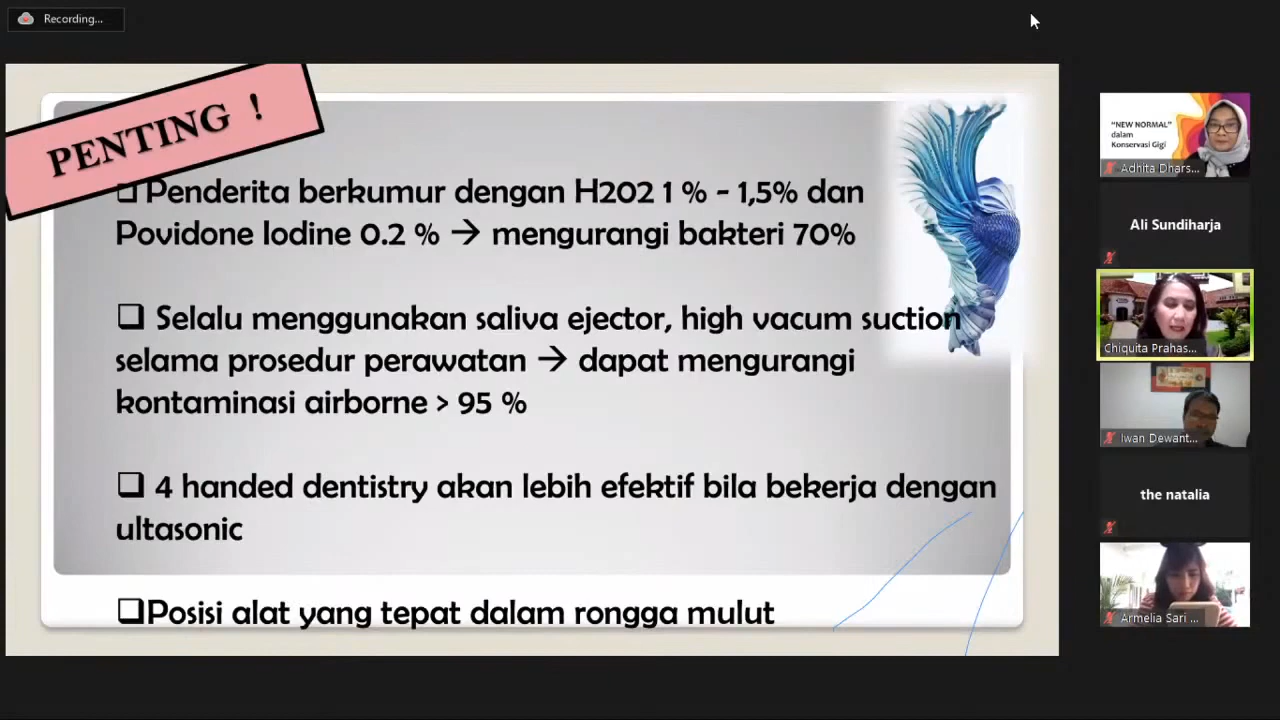 Recording...
PENTING !
❑ Penderita berkumur dengan H2O2 1 % - 1,5% dan
Povidone Iodine 0.2 % → mengurangi bakteri 70%
❑ Selalu menggunakan saliva ejector, high vacum suction
selama prosedur perawatan → dapat mengurangi
kontaminasi airborne > 95 %
❑ 4 handed dentistry akan lebih efektif bila bekerja dengan
ultasonic
❑Posisi alat yang tepat dalam rongga mulut
"NEW NORMAL"
dalam
Konservasi Gigi
Adhita Dhars...
Ali Sundiharja
Chiquita Prahas...
Iwan Dewant...
the natalia
Armelia Sari ...